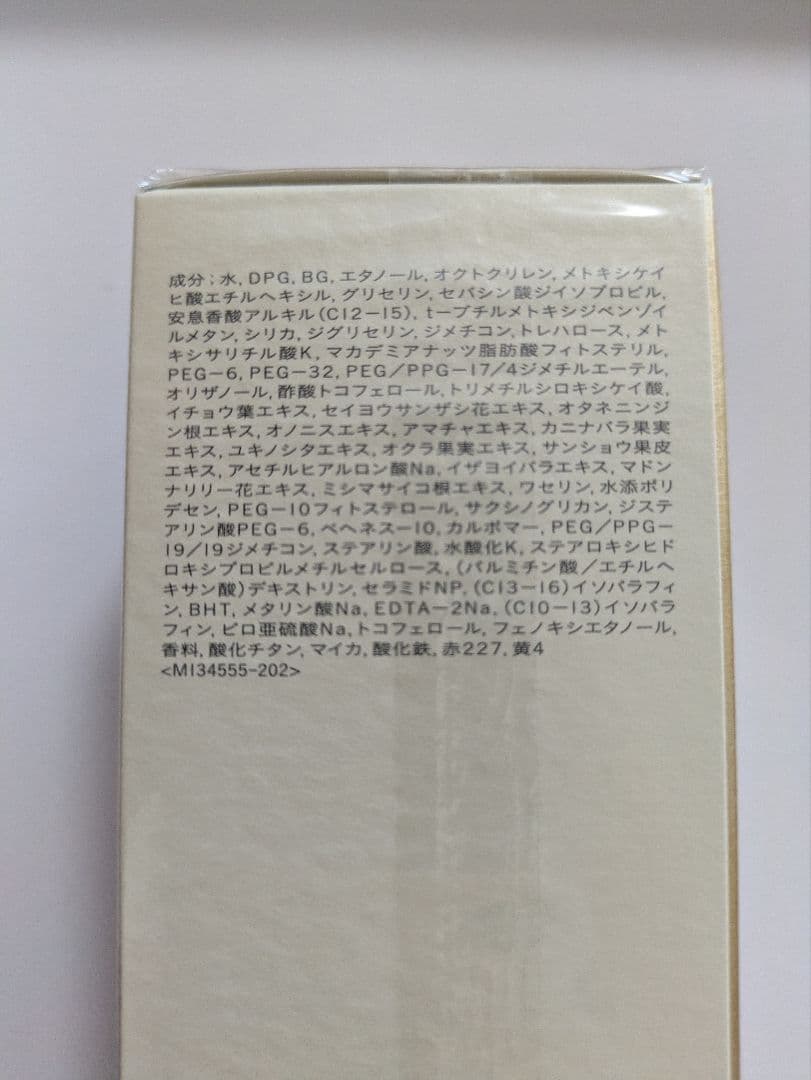 成分；水, DPG, BG, エタノール, オクトクリレン, メトキシケイ
ヒ酸エチルヘキシル, グリセリン, セバシン酸ジイソプロピル,
安息香酸アルキル(C12－15), t－ブチルメトキシジベンゾイ
ルメタン, シリカ, ジグリセリン, ジメチコン, トレハロース, メト
キシサリチル酸K, マカデミアナッツ脂肪酸フィトステリル,
PEG－6, PEG－32, PEG／PPG－17／4ジメチルエーテル,
オリザノール, 酢酸トコフェロール, トリメチルシロキシケイ酸,
イチョウ葉エキス, セイヨウサンザシ花エキス, オタネニンジ
ン根エキス, オノニスエキス, アマチャエキス, カニナバラ果実
エキス, ユキノシタエキス, オクラ果実エキス, サンショウ果皮
エキス, アセチルヒアルロン酸Na, イザヨイバラエキス, マドン
ナリリー花エキス, ミシマサイコ根エキス, ワセリン, 水添ポリ
デセン, PEG－10フィトステロール, サクシノグリカン, ジステ
アリン酸PEG－6, ベヘネス－10, カルボマー, PEG／PPG－
19／19ジメチコン, ステアリン酸, 水酸化K, ステアロキシヒド
ロキシプロピルメチルセルロース, (パルミチン酸／エチルヘ
キサン酸)デキストリン, セラミドNP, (C13－16)イソパラフィ
ン, BHT, メタリン酸Na, EDTA－2Na, (C10－13)イソパラ
フィン, ピロ亜硫酸Na, トコフェロール, フェノキシエタノール,
香料, 酸化チタン, マイカ, 酸化鉄, 赤227, 黄4
<M134555-202>